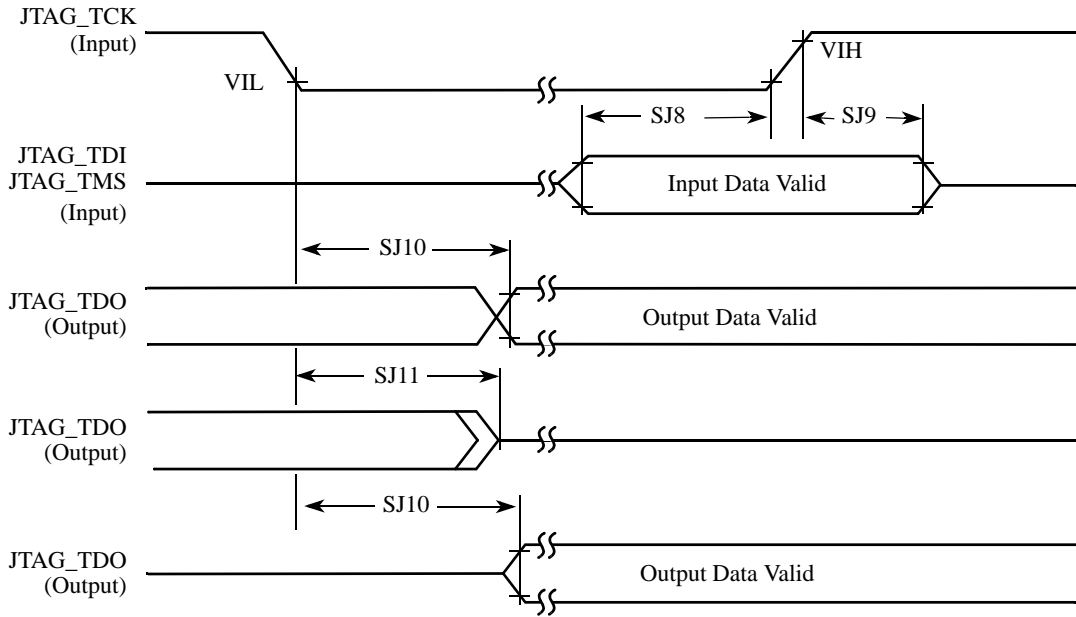 JTAG_TCK
(Input)
VIL
VIH
SJ8
SJ9
JTAG_TDI
JTAG_TMS
(Input)
Input Data Valid
SJ10
JTAG_TDO
(Output)
Output Data Valid
SJ11
JTAG_TDO
(Output)
SJ10
JTAG_TDO
(Output)
Output Data Valid